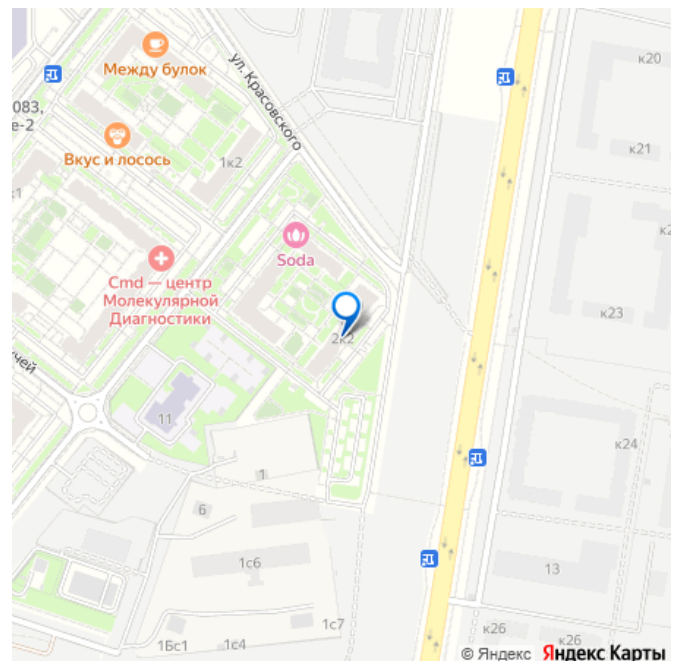 к20
Между булок
ул. Красовского
083,
е-2
к21
Вкус и лосось
1к2
к1
Soda
Cmd — центр
Молекулярной
Диагностики
к23
2к2
чей
11
к24
1
6
1с6
13
1с7
1Бс1
1с4
к26
к26
© Яндекс Яндекс Карты